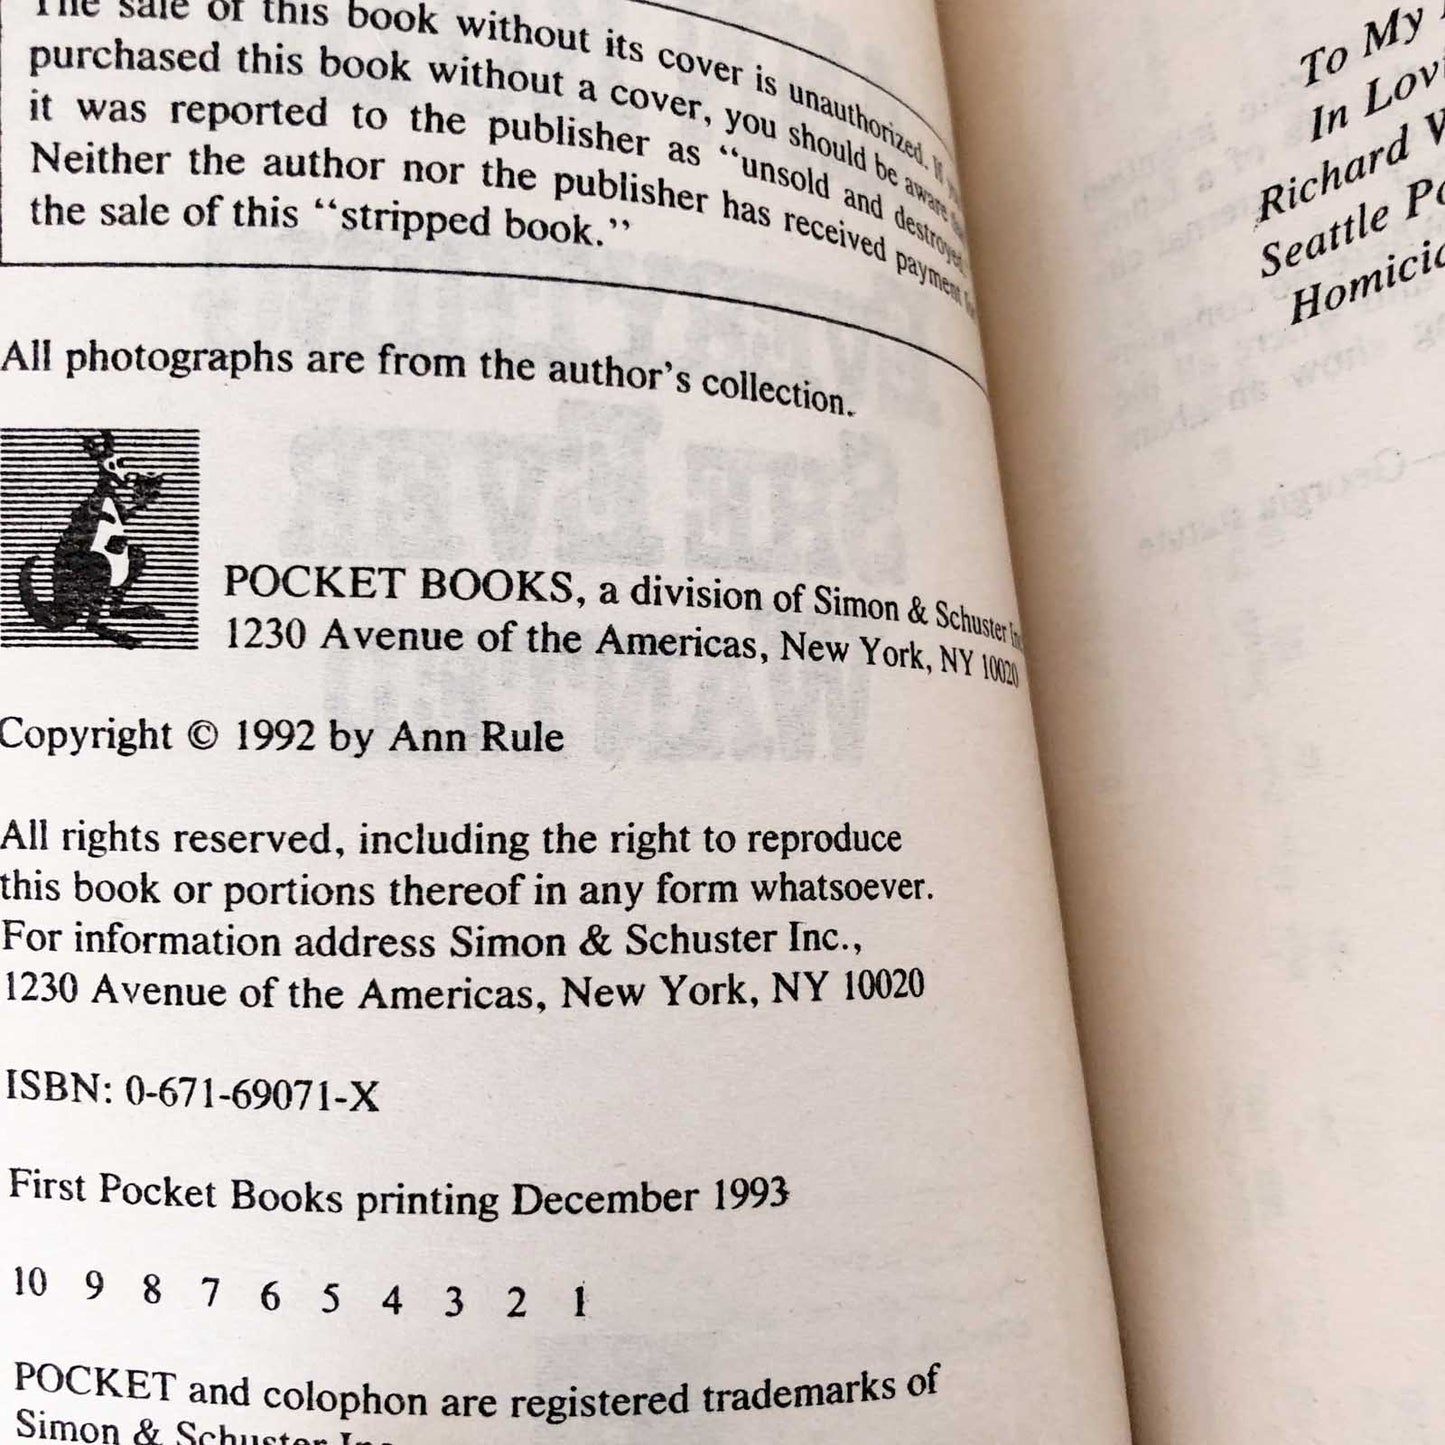 The sale of this book without its cover is unauthorized. If
purchased this book without a cover, you should be aware
it was reported to the publisher as “unsold and destroyed
Neither the author nor the publisher has received payment
the sale of this “stripped book.”
All photographs are from the author's collection.
POCKET BOOKS, a division of Simon & Schuster Inc
1230 Avenue of the Americas, New York, NY 10020
Copyright © 1992 by Ann Rule
All rights reserved, including the right to reproduce
this book or portions thereof in any form whatsoever.
For information address Simon & Schuster Inc.,
1230 Avenue of the Americas, New York, NY 10020
ISBN: 0-671-69071-X
First Pocket Books printing December 1993
10 9 8 7 6 5 4 3 2 1
POCKET and colophon are registered trademarks of
Simon & Schuster Inc
To My
In Lovi
Richard
Seattle Po
Homicid